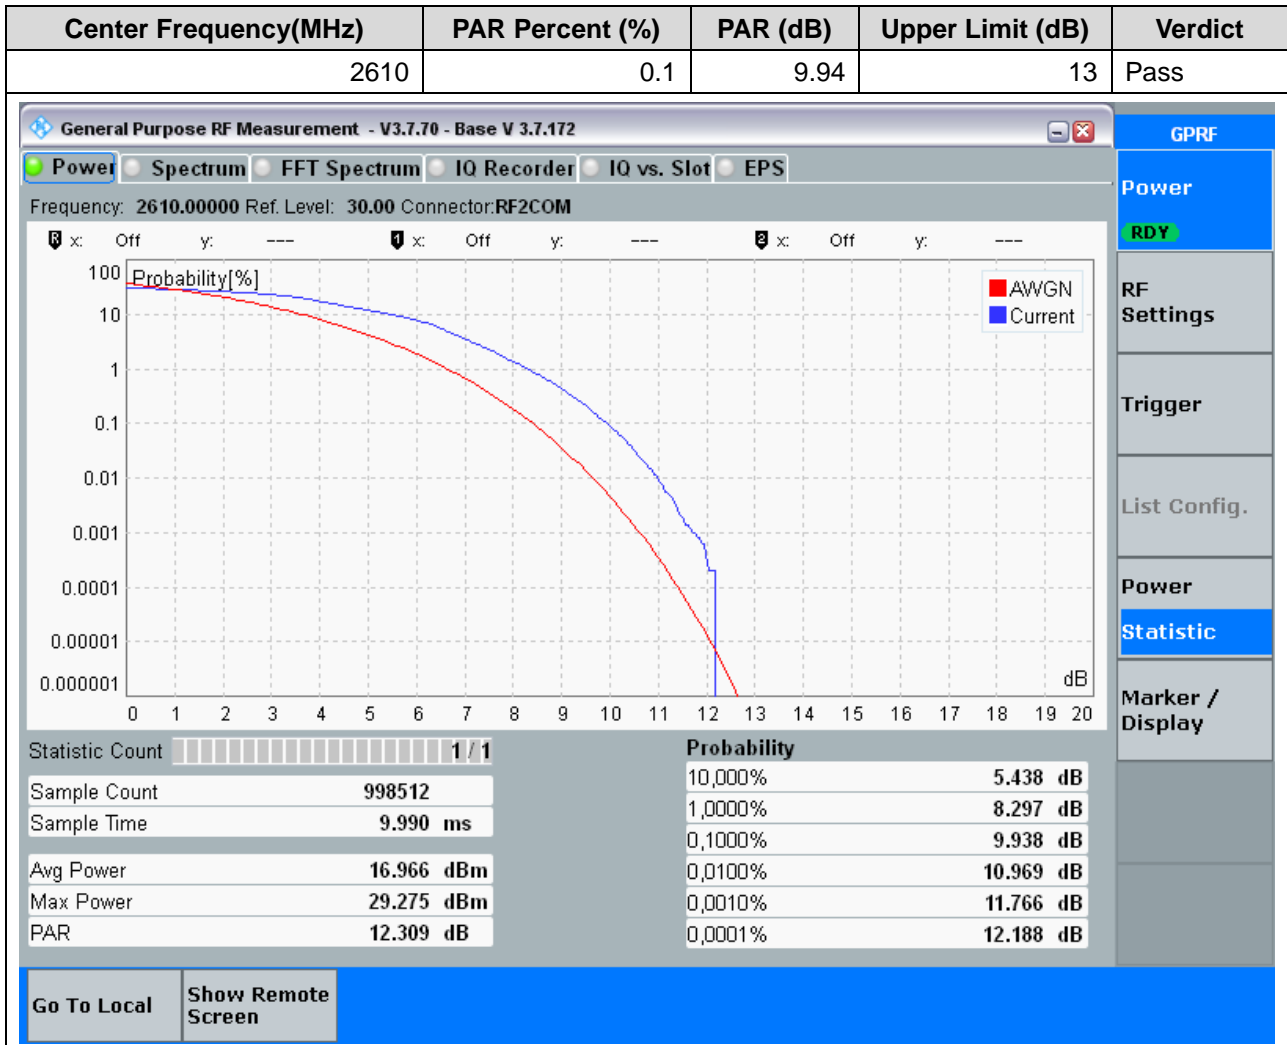 Center Frequency(MHz) PAR Percent (%) PAR (dB) Upper Limit (dB) Verdict
2610 0.1 9.94 13 Pass
General Purpose RF Measurement - V3.7.70 - Base V 3.7.172
GPRF
Power Spectrum FFT Spectrum IQ Recorder IQ vs. Slot EPS
Power
RDY
Frequency: 2610.00000 Ref. Level: 30.00 Connector:RF2COM
R x: Off y: --- 1 x: Off y: --- 2 x: Off y: ---
Probability[%]
AWGN
Current
100
10
1
0.1
0.01
0.001
0.0001
0.00001
0.000001
dB
0 1 2 3 4 5 6 7 8 9 10 11 12 13 14 15 16 17 18 19 20
RF
Settings
Trigger
List Config.
Power
Statistic
Marker /
Display
Statistic Count 1 / 1
Sample Count 998512
Sample Time 9.990 ms
Avg Power 16.966 dBm
Max Power 29.275 dBm
PAR 12.309 dB
Probability
10,000% 5.438 dB
1,0000% 8.297 dB
0,1000% 9.938 dB
0,0100% 10.969 dB
0,0010% 11.766 dB
0,0001% 12.188 dB
Go To Local
Show Remote
Screen